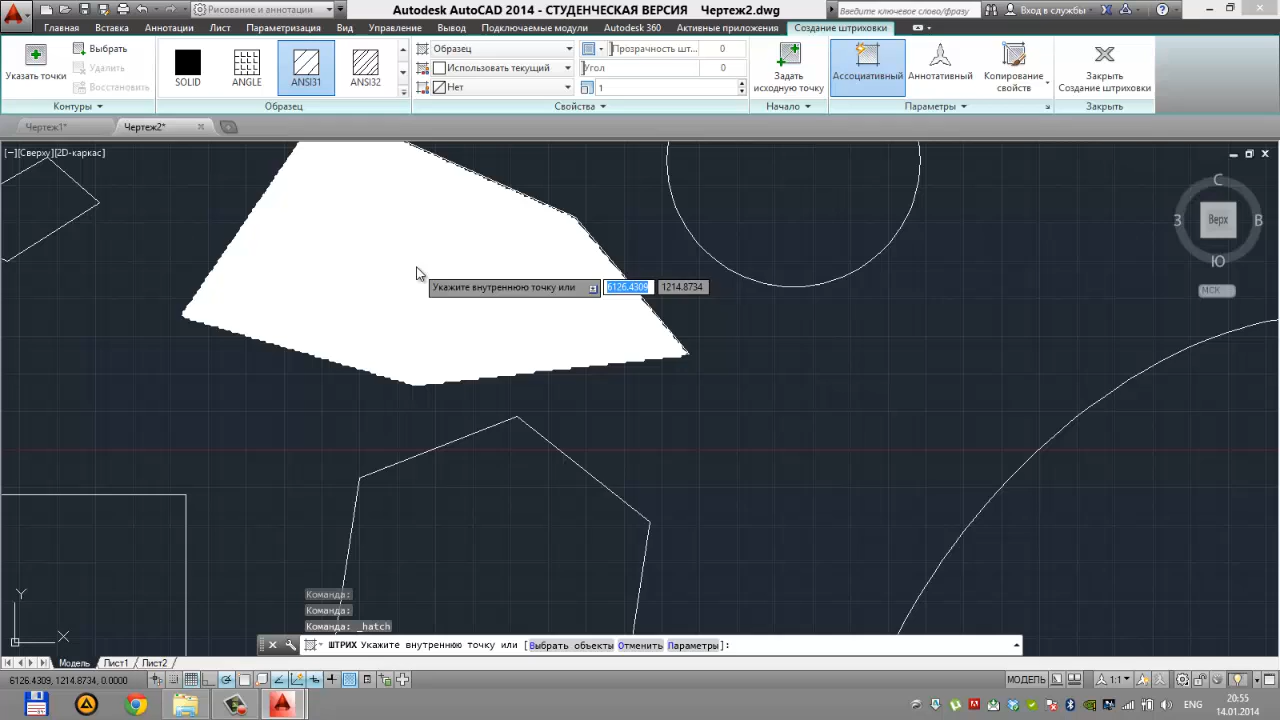 Рисование и аннотации
Autodesk AutoCAD 2014 - СТУДЕНЧЕСКАЯ ВЕРСИЯ Чертеж2.dwg
Введите ключевое слово/фразу
Вход в службы
Главная Вставка Аннотации Лист Параметризация Вид Управление Вывод Подключаемые модули Autodesk 360 Активные приложения Создание штриховки
Указать точки
Выбрать
Удалить
Восстановить
SOLID ANGLE ANSI31 ANSI32
Образец
Использовать текущий
Нет
Прозрачность шт... 0
Угол 0
1
Задать исходную точку
Ассоциативный
Аннотативный
Копирование свойств
Закрыть Создание штриховки
Контуры Образец Свойства Начало Параметры Закрыть
Чертеж1* Чертеж2*
[−][Сверху][2D-каркас]
С
З Верх В
Ю
МСК
Укажите внутреннюю точку или 6126.4309 1214.8734
Y
X
Команда:
Команда:
Команда: _hatch
ШТРИХ Укажите внутреннюю точку или [Выбрать объекты Отменить Параметры]:
Модель Лист1 Лист2
6126.4309, 1214.8734, 0.0000
МОДЕЛЬ
1:1
ENG
20:55
14.01.2014